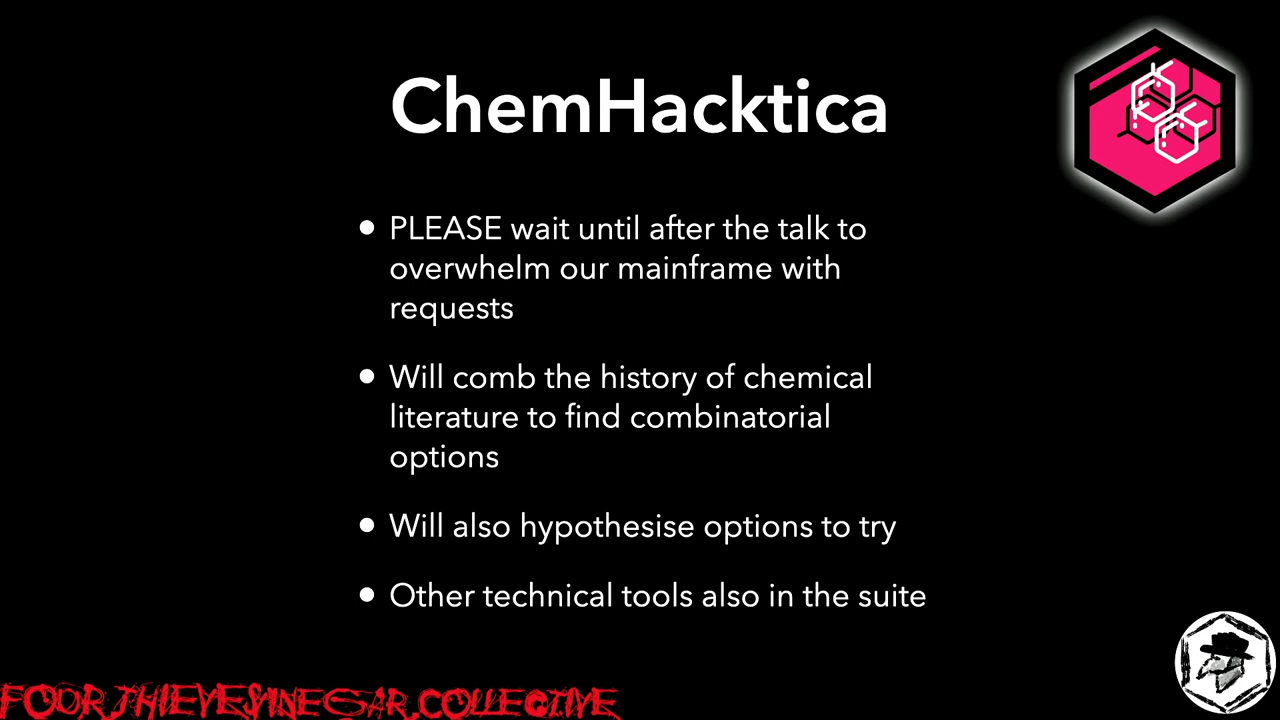 ChemHacktica
• PLEASE wait until after the talk to
overwhelm our mainframe with
requests
• Will comb the history of chemical
literature to find combinatorial
options
• Will also hypothesise options to try
• Other technical tools also in the suite
FOUR THIEVES VINEGAR COLLECTIVE